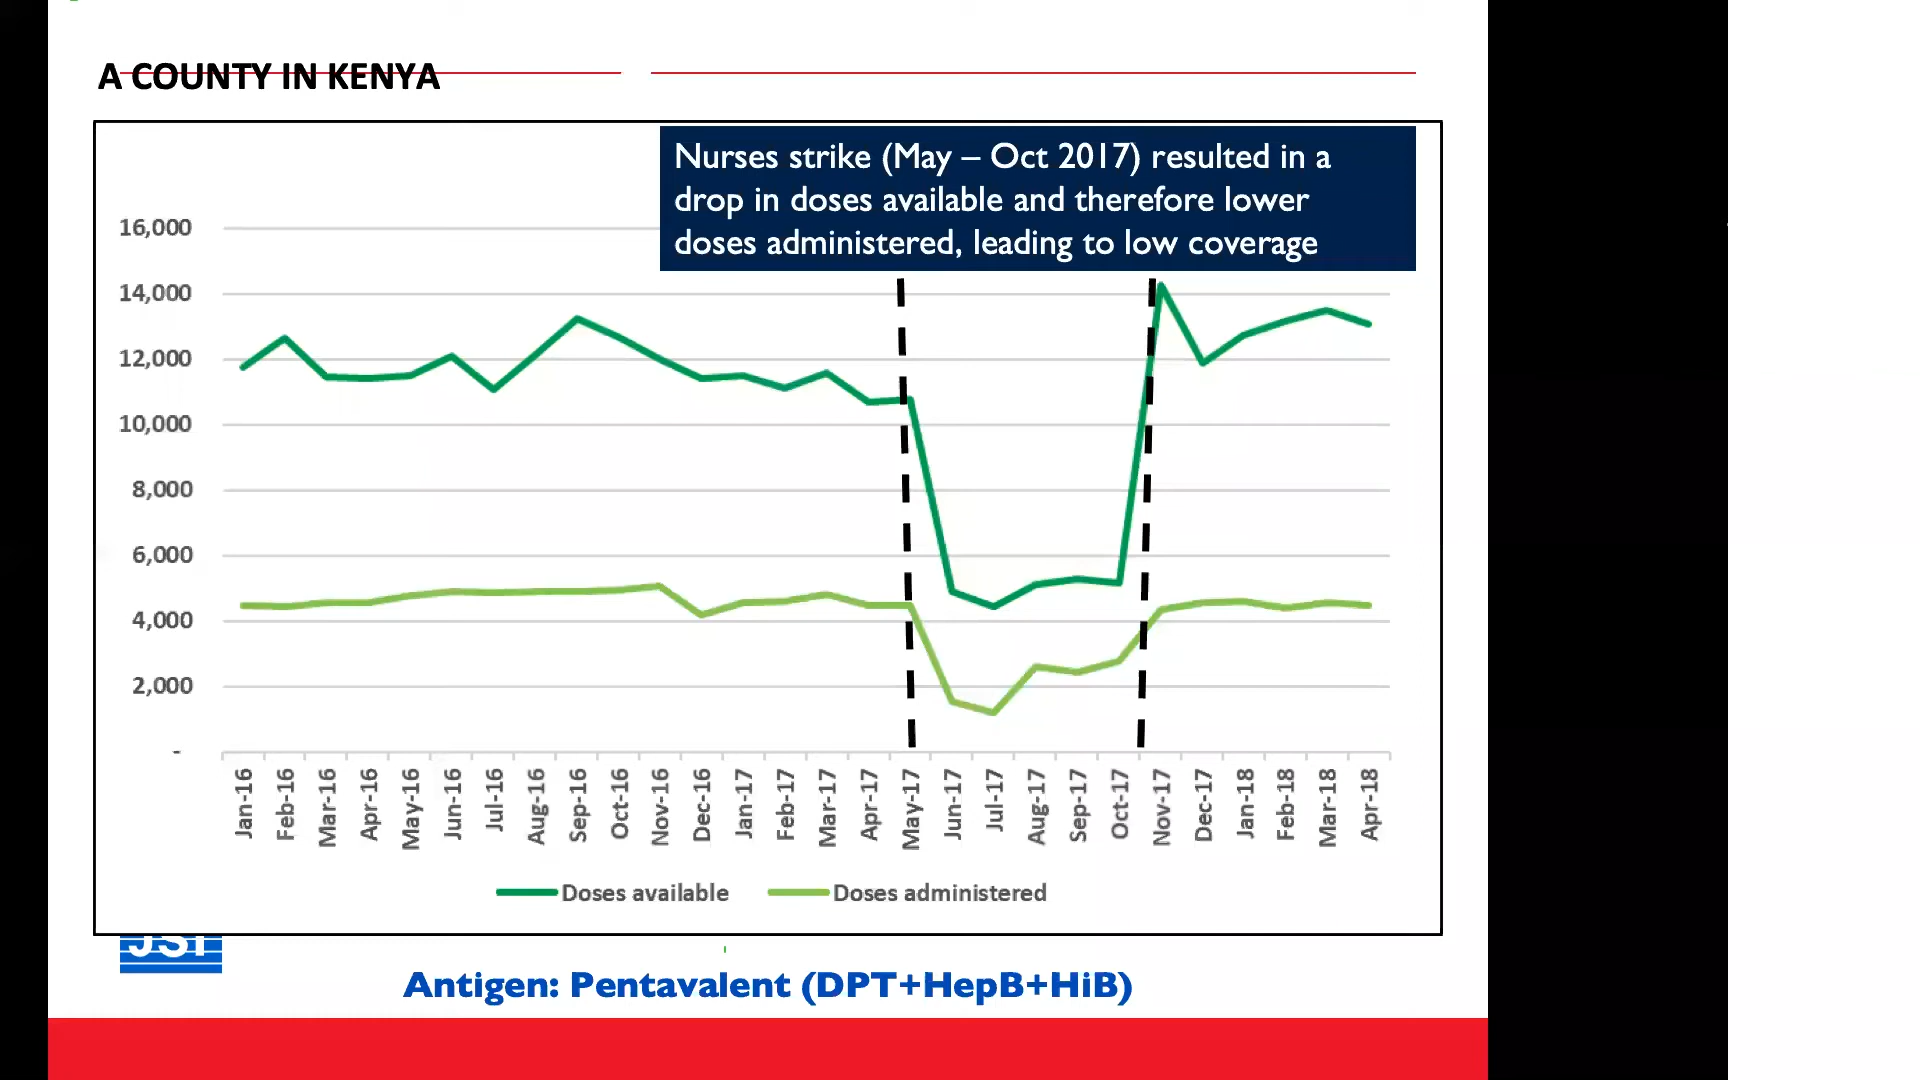 A COUNTY IN KENYA
Nurses strike (May – Oct 2017) resulted in a
drop in doses available and therefore lower
doses administered, leading to low coverage
16,000
14,000
12,000
10,000
8,000
6,000
4,000
2,000
-
Jan-16
Feb-16
Mar-16
Apr-16
May-16
Jun-16
Jul-16
Aug-16
Sep-16
Oct-16
Nov-16
Dec-16
Jan-17
Feb-17
Mar-17
Apr-17
May-17
Jun-17
Jul-17
Aug-17
Sep-17
Oct-17
Nov-17
Dec-17
Jan-18
Feb-18
Mar-18
Apr-18
Doses available
Doses administered
JSI
Antigen: Pentavalent (DPT+HepB+HiB)